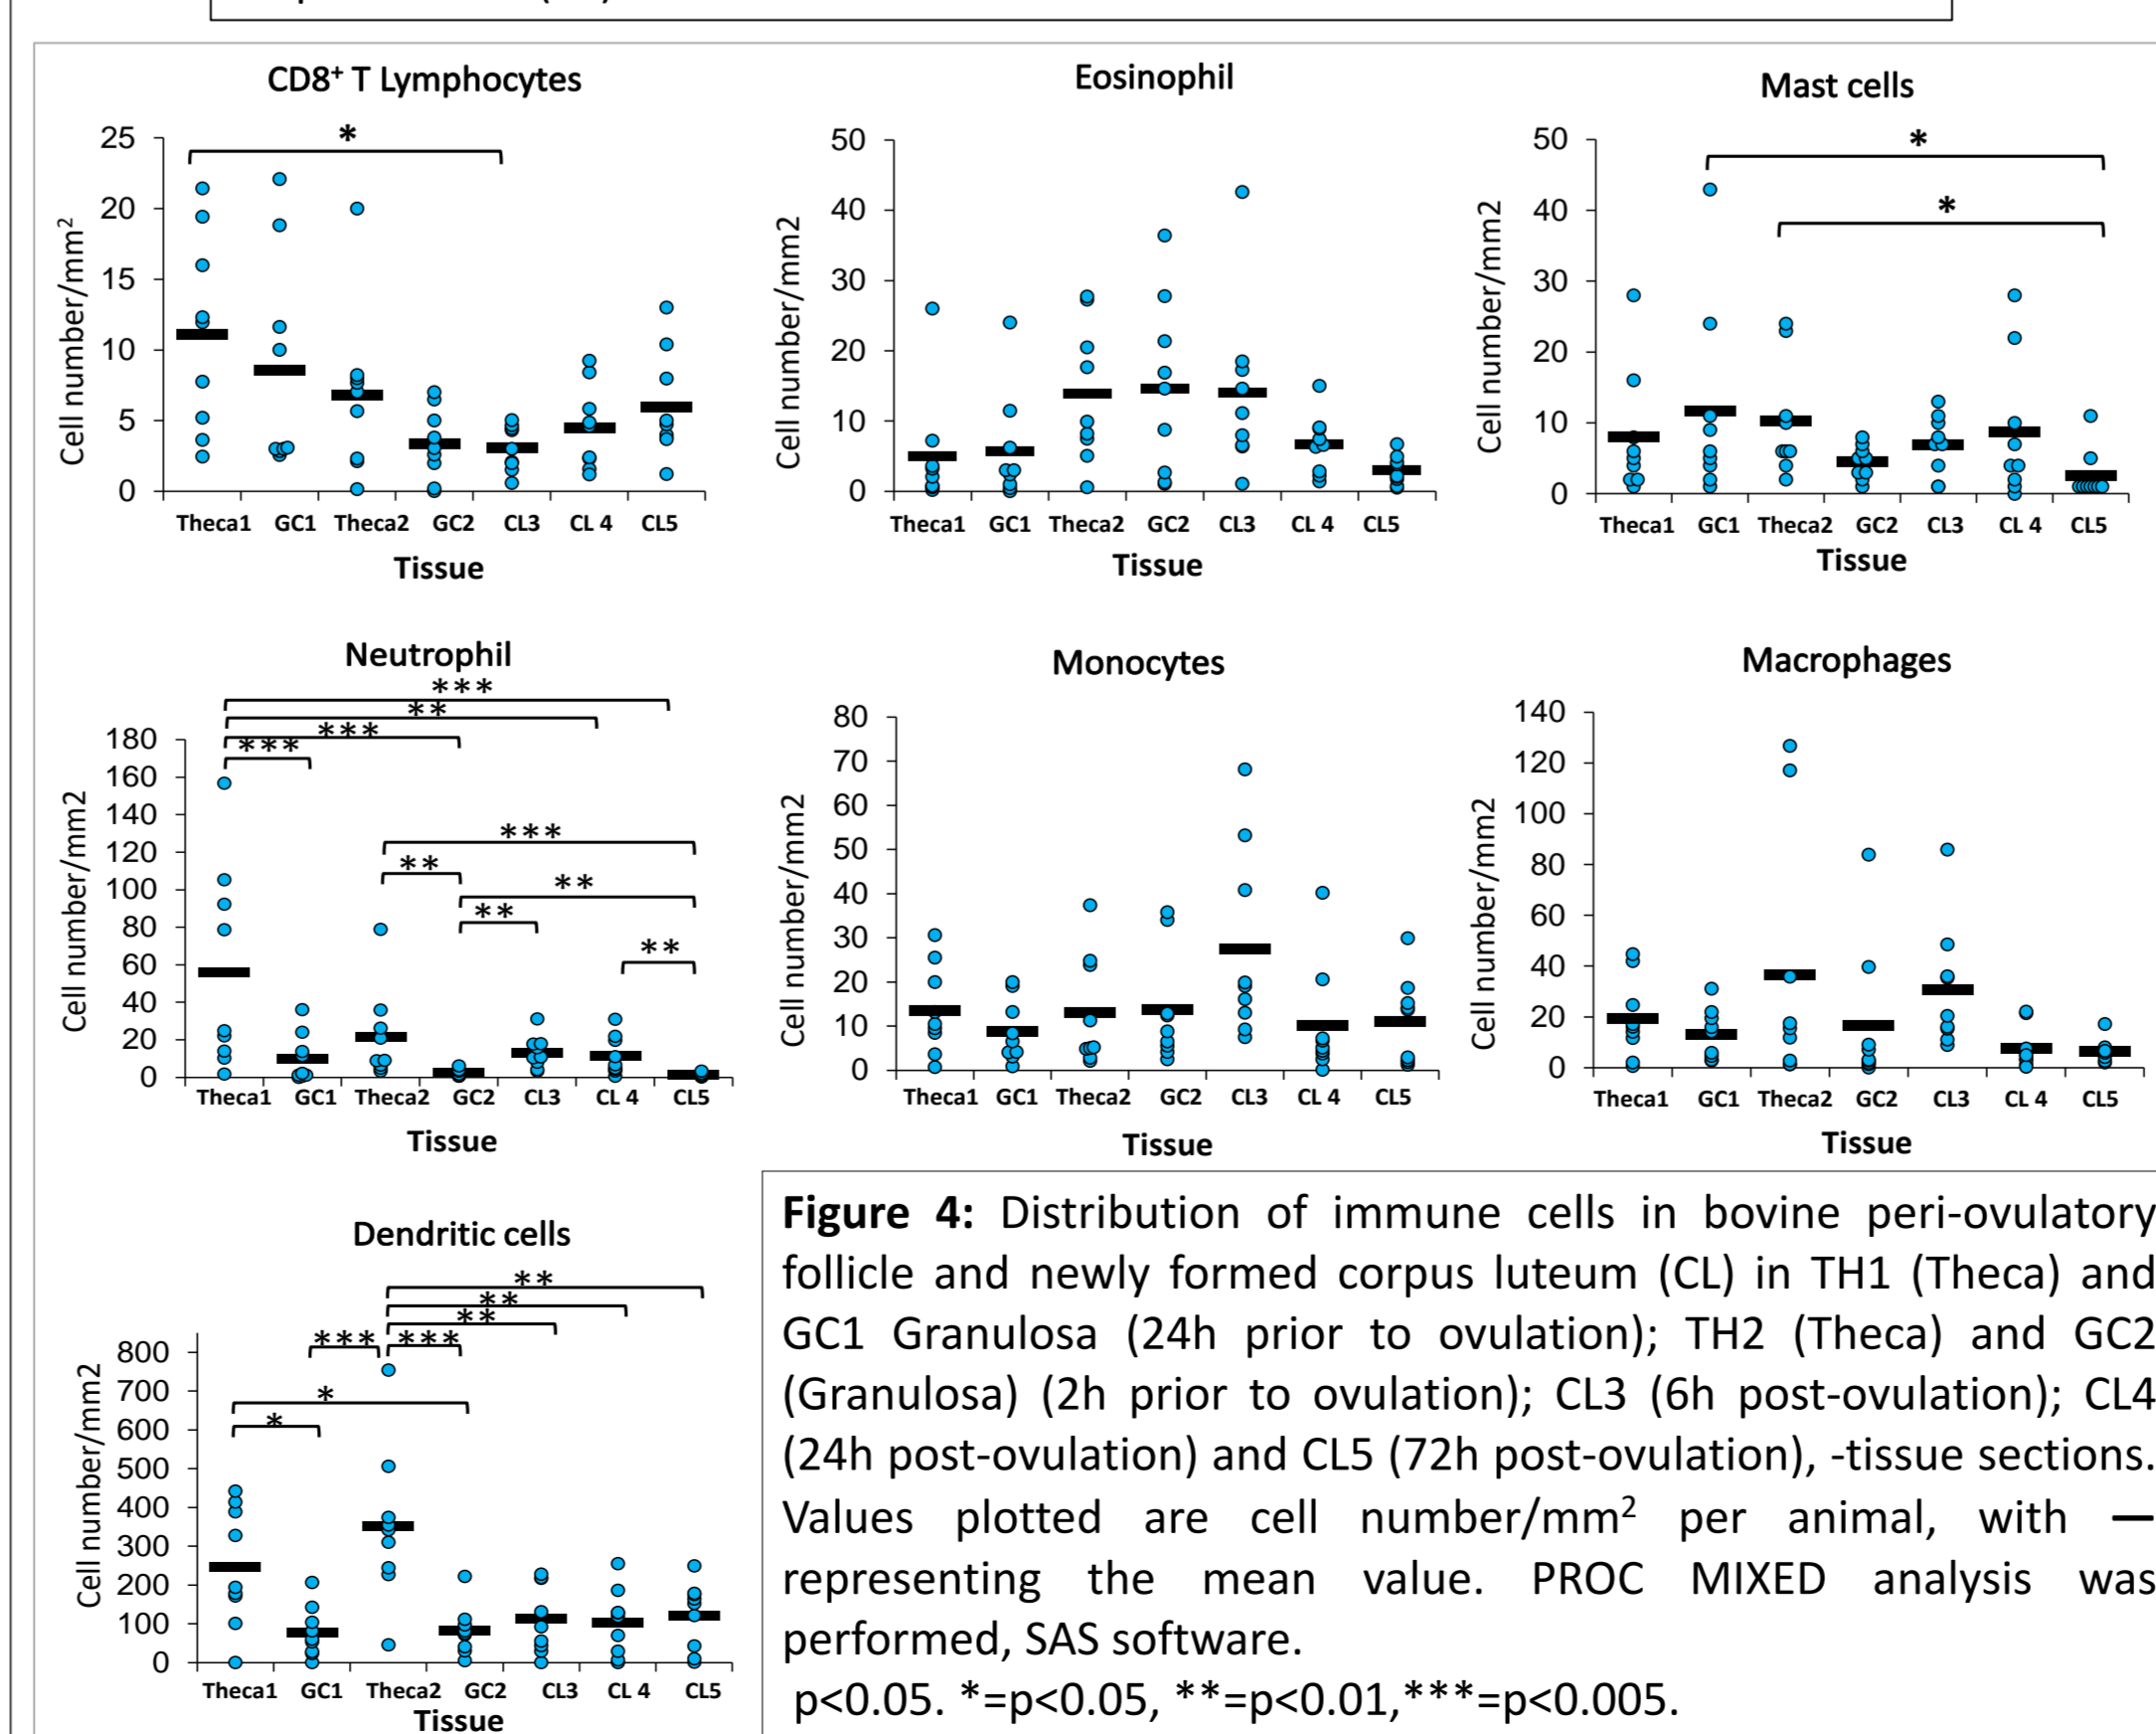 CD8⁺ T Lymphocytes
*
25
20
15
10
5
0
Cell number/mm²
Theca1 GC1 Theca2 GC2 CL3 CL 4 CL5
Tissue
Eosinophil
50
40
30
20
10
0
Cell number/mm2
Theca1 GC1 Theca2 GC2 CL3 CL 4 CL5
Tissue
Mast cells
*
*
50
40
30
20
10
0
Cell number/mm2
Theca1 GC1 Theca2 GC2 CL3 CL 4 CL5
Tissue
Neutrophil
***
**
***
***
***
**
**
**
**
180
160
140
120
100
80
60
40
20
0
Cell number/mm2
Theca1 GC1 Theca2 GC2 CL3 CL 4 CL5
Tissue
Monocytes
80
70
60
50
40
30
20
10
0
Cell number/mm2
Theca1 GC1 Theca2 GC2 CL3 CL 4 CL5
Tissue
Macrophages
140
120
100
80
60
40
20
0
Cell number/mm2
Theca1 GC1 Theca2 GC2 CL3 CL 4 CL5
Tissue
Dendritic cells
**
**
**
*** ***
*
*
800
700
600
500
400
300
200
100
0
Cell number/mm2
Theca1 GC1 Theca2 GC2 CL3 CL 4 CL5
Tissue
Figure 4: Distribution of immune cells in bovine peri-ovulatory
follicle and newly formed corpus luteum (CL) in TH1 (Theca) and
GC1 Granulosa (24h prior to ovulation); TH2 (Theca) and GC2
(Granulosa) (2h prior to ovulation); CL3 (6h post-ovulation); CL4
(24h post-ovulation) and CL5 (72h post-ovulation), -tissue sections.
Values plotted are cell number/mm² per animal, with —
representing the mean value. PROC MIXED analysis was
performed, SAS software.
p<0.05. *=p<0.05, **=p<0.01,***=p<0.005.